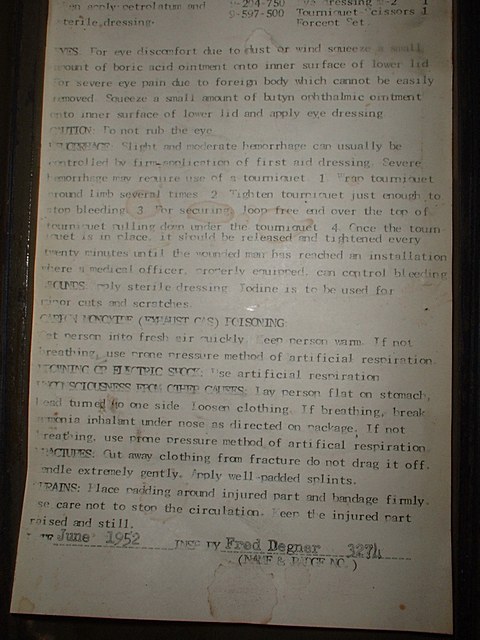 apply petrolatum and 9-204-750 Eye dressing 1
sterile dressing. 9-597-500 Tourniquet-Scissors 1
Forcept Set
EYES. For eye discomfort due to dust or wind squeeze a small
amount of boric acid ointment onto inner surface of lower lid
For severe eye pain due to foreign body which cannot be easily
removed. Squeeze a small amount of butyn ophthalmic ointment
onto inner surface of lower lid and apply eye dressing
CAUTION: Do not rub the eye
Slight and moderate hemorrhage can usually be
controlled by firm application of first aid dressing. Severe
hemorrhage may require use of a tourniquet. 1 Wrap tourniquet
around limb several times 2 Tighten tourniquet just enough to
stop bleeding. 3 For securing, loop free end over the top of
tourniquet pulling down under the tourniquet 4. Once the tourn-
iquet is in place, it should be released and tightened every
twenty minutes until the wounded man has reached an installation
where a medical officer, properly equipped, can control bleeding
WOUNDS: Apply sterile dressing. Iodine is to be used for
minor cuts and scratches.
CARBON MONOXIDE (EXHAUST GAS) POISONING
Get person into fresh air quickly. Keep person warm. If not
breathing, use prone pressure method of artificial respiration.
DROWNING OR ELECTRIC SHOCK: Use artificial respiration
UNCONSCIOUSNESS FROM OTHER CAUSES: Lay person flat on stomach,
head turned to one side. Loosen clothing. If breathing, break
ammonia inhalant under nose as directed on package. If not
breathing, use prone pressure method of artifical respiration
FRACTURES: Cut away clothing from fracture do not drag it off.
Handle extremely gently. Apply well-padded splints.
SPRAINS: Place padding around injured part and bandage firmly.
Use care not to stop the circulation. Keep the injured part
raised and still.
DATE June 1952 INSP BY Fred Degner 3274
(NAME & BADGE NO.)